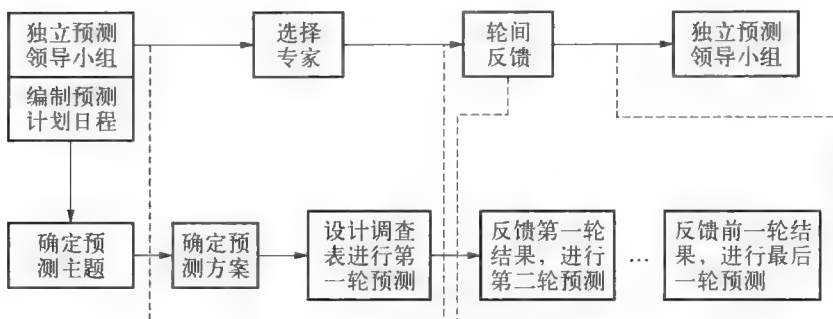 独立预测
领导小组
编制预测
计划日程
选择
专家
轮间
反馈
独立预测
领导小组
确定预
测主题
确定预
测方案
设计调查
表进行第
一轮预测
反馈第一轮
结果，进行
第二轮预测
…
反馈前一轮结
果，进行最后
一轮预测